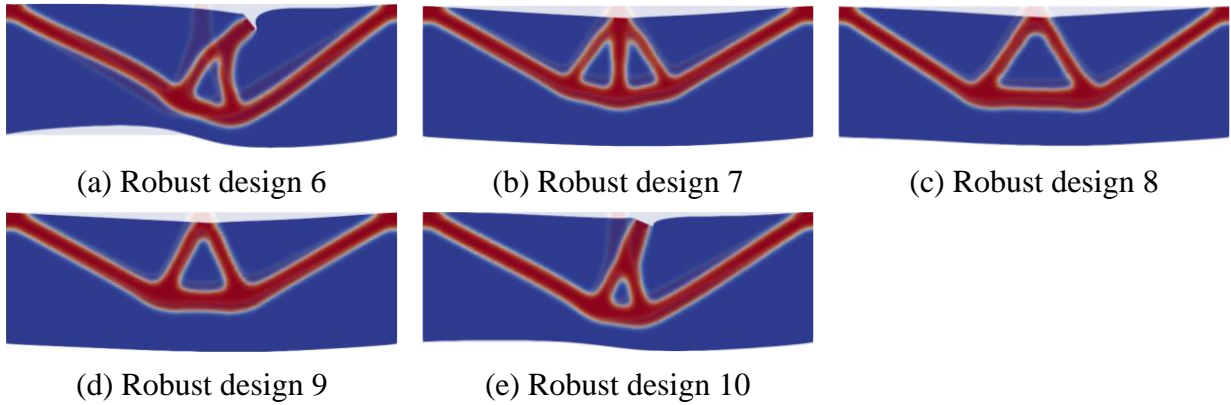 (a) Robust design 6
(b) Robust design 7
(c) Robust design 8
(d) Robust design 9
(e) Robust design 10